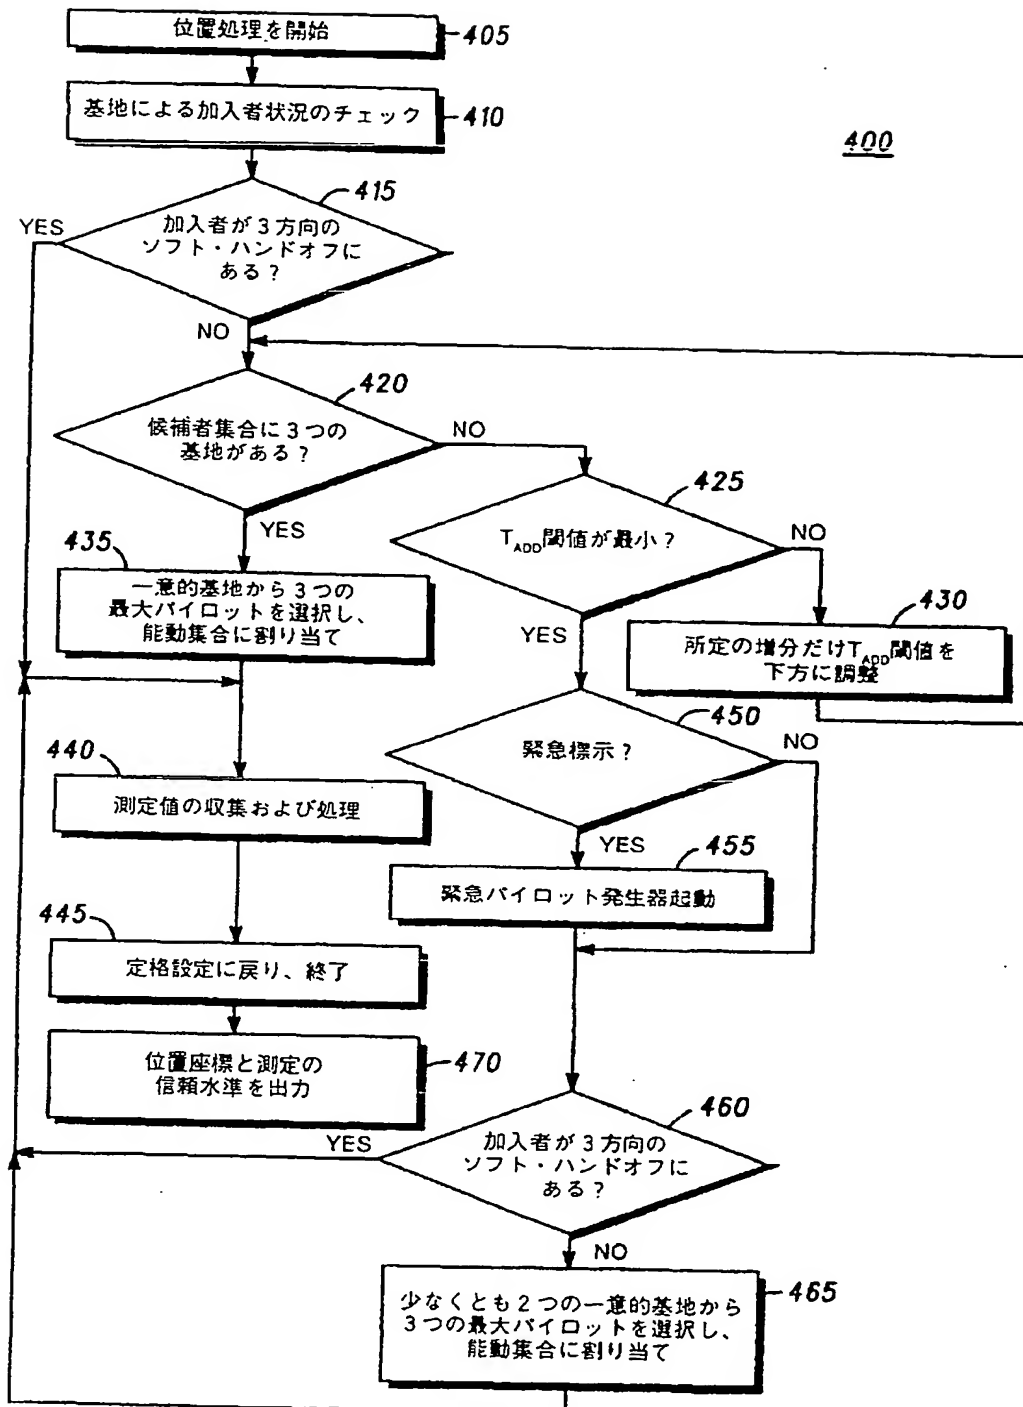 位置処理を開始
405
基地による加入者状況のチェック
410
400
415
YES
加入者が3方向の
ソフト・ハンドオフに
ある?
NO
420
候補者集合に3つの
基地がある?
NO
YES
425
TADD閾値が最小?
NO
YES
435
一意的基地から3つの
最大パイロットを選択し、
能動集合に割り当て
430
所定の増分だけTADD閾値を
下方に調整
450
緊急標示?
NO
YES
440
測定値の収集および処理
455
緊急パイロット発生器起動
445
定格設定に戻り、終了
位置座標と測定の
信頼水準を出力
470
460
YES
加入者が3方向の
ソフト・ハンドオフに
ある?
NO
少なくとも2つの一意的基地から
3つの最大パイロットを選択し、
能動集合に割り当て
465